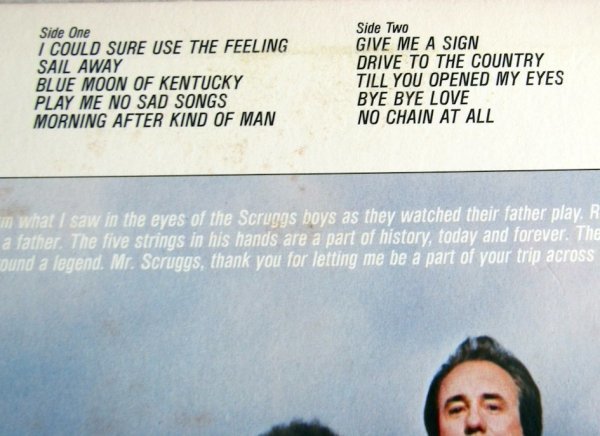 Side One
I COULD SURE USE THE FEELING
SAIL AWAY
BLUE MOON OF KENTUCKY
PLAY ME NO SAD SONGS
MORNING AFTER KIND OF MAN
Side Two
GIVE ME A SIGN
DRIVE TO THE COUNTRY
TILL YOU OPENED MY EYES
BYE BYE LOVE
NO CHAIN AT ALL
what I saw in the eyes of the Scruggs boys as they watched their father play. R
a father. The five strings in his hands are a part of history, today and forever. The
ound a legend. Mr. Scruggs, thank you for letting me be a part of your trip across